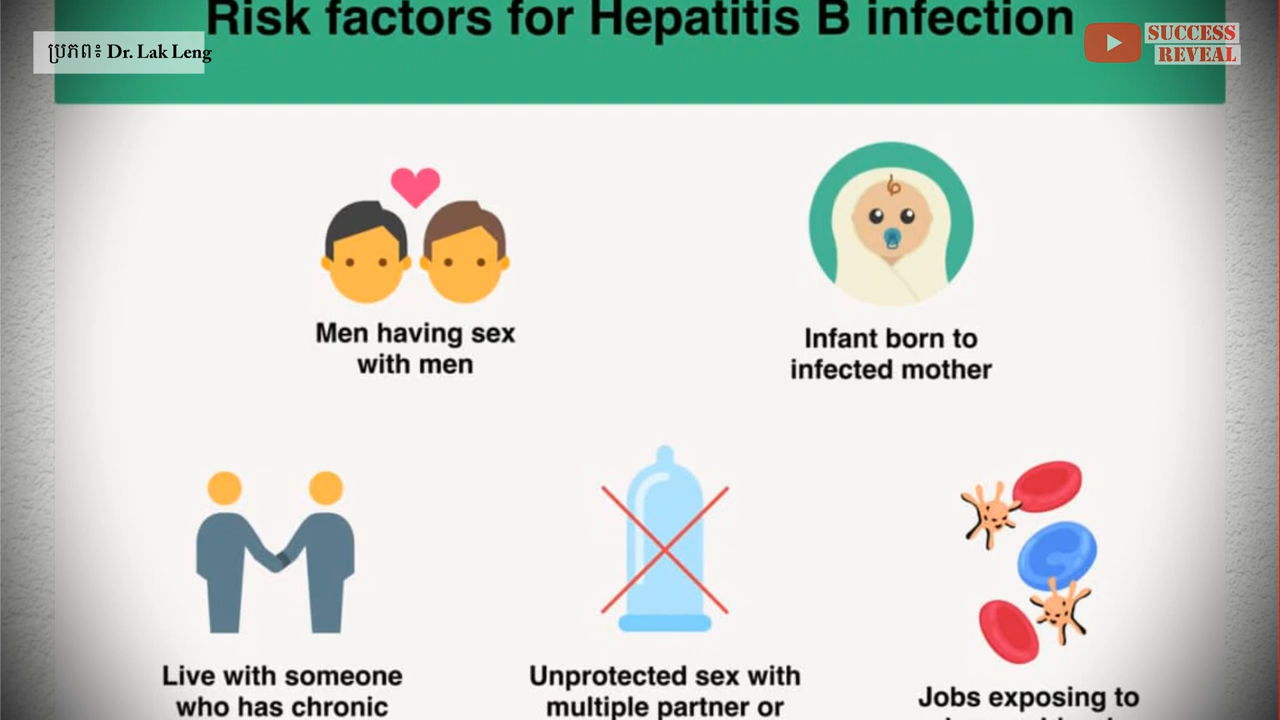 Risk factors for Hepatitis B infection
ប្រភព៖ Dr. Lak Leng
SUCCESS
REVEAL
Men having sex
with men
Infant born to
infected mother
Live with someone
who has chronic
Unprotected sex with
multiple partner or
Jobs exposing to